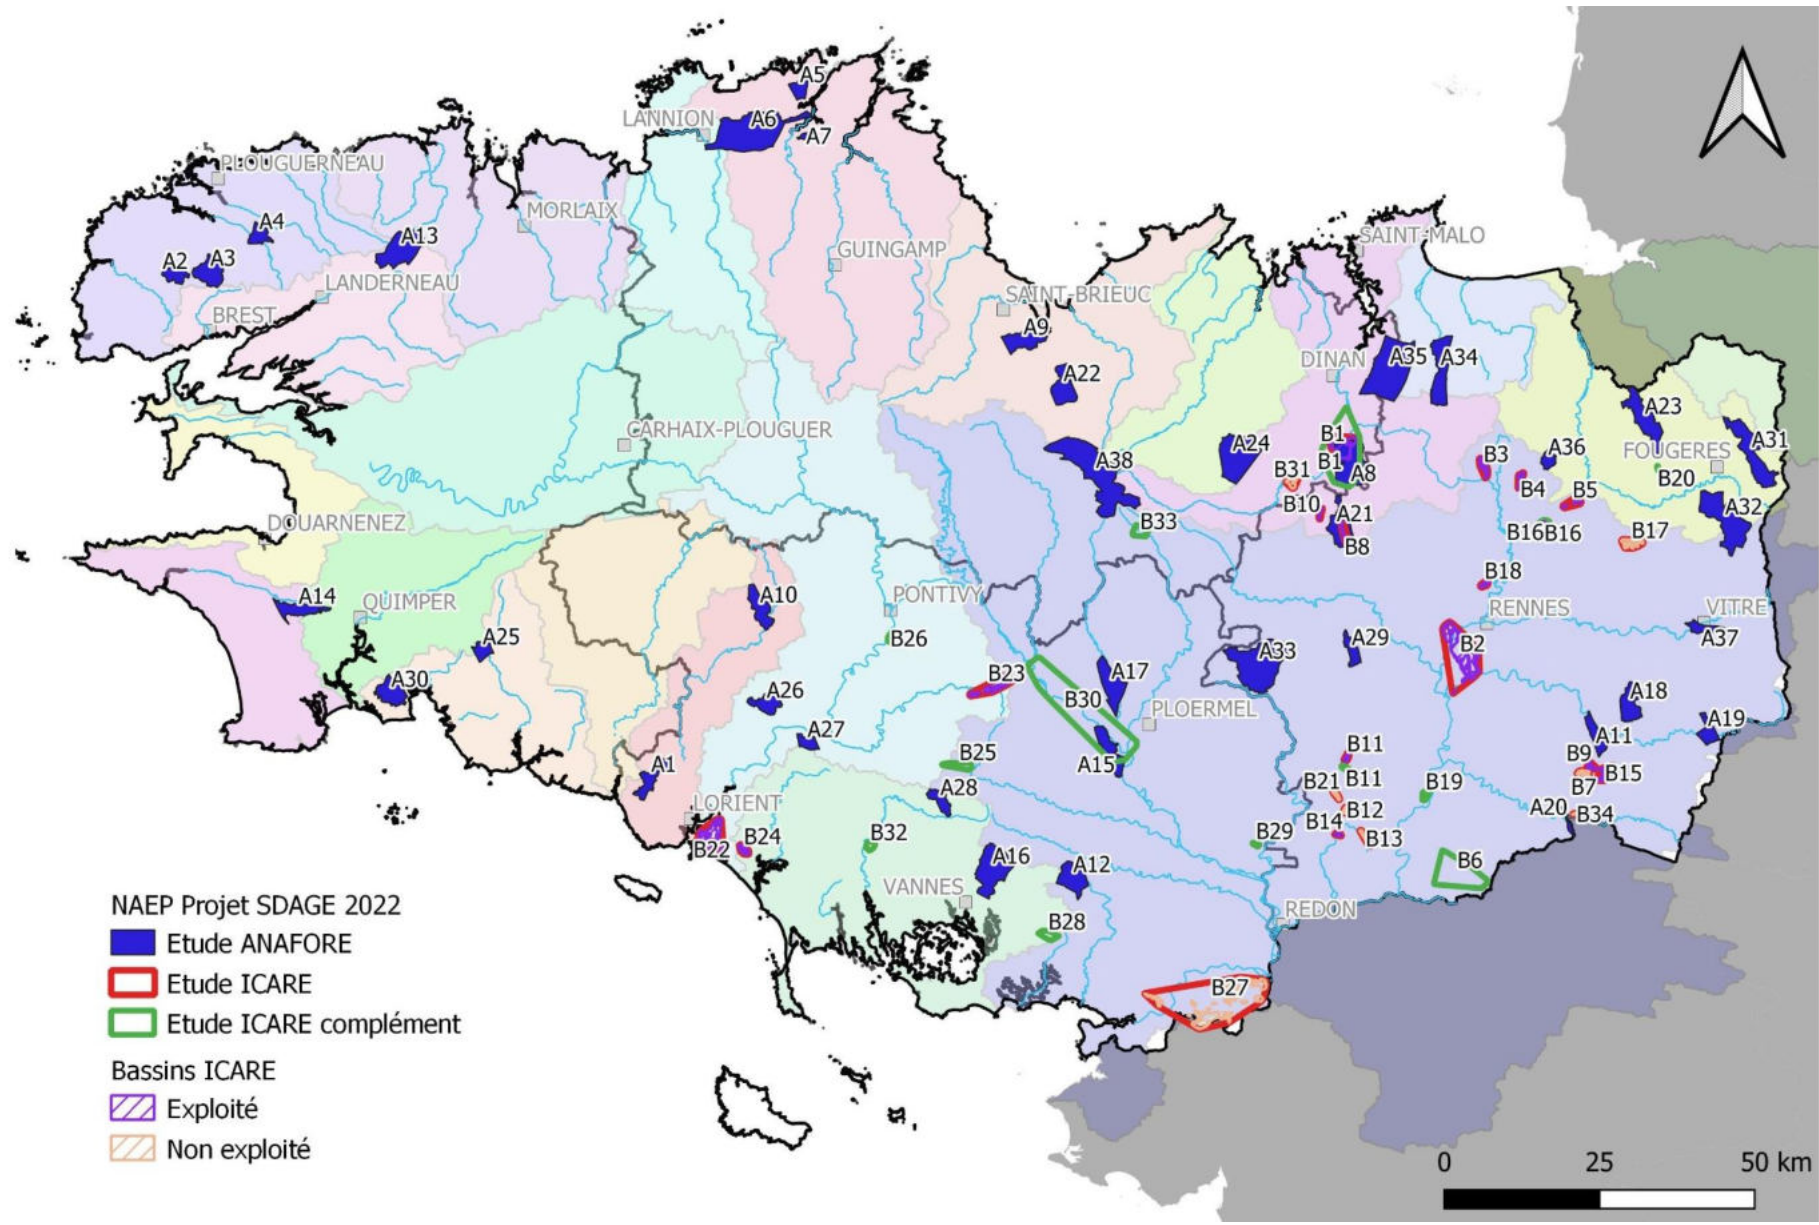 A5
LANNION
A6
A7
PLOUGUERNEAU
MORLAIX
A4
A13
A2
A3
LANDERNEAU
BREST
GUINGAMP
SAINT-MALO
SAINT-BRIEUC
A9
DINAN
A35
A34
A22
A23
CARHAIX-PLOUGUER
B1
A24
A38
B1
A8
B31
B10
A21
B8
B3
B4
A36
B5
FOUGERES
B20
A31
A32
B33
B16
B16
B17
DOUARNENEZ
B18
A14
QUIMPER
A10
PONTIVY
RENNES
VITRE
A37
A25
B26
A33
A29
B2
A30
B23
A17
B30
A26
PLOERMEL
A18
A27
A19
A11
A15
B11
B9
B15
B11
B7
A1
B25
B21
B19
A28
B12
A20
B34
LORIENT
B14
B13
B22
B24
B32
B29
A16
A12
B6
VANNES
REDON
B28
B27
NAEP Projet SDAGE 2022
Etude ANAFORE
Etude ICARE
Etude ICARE complément
Bassins ICARE
Exploité
Non exploité
0 25 50 km